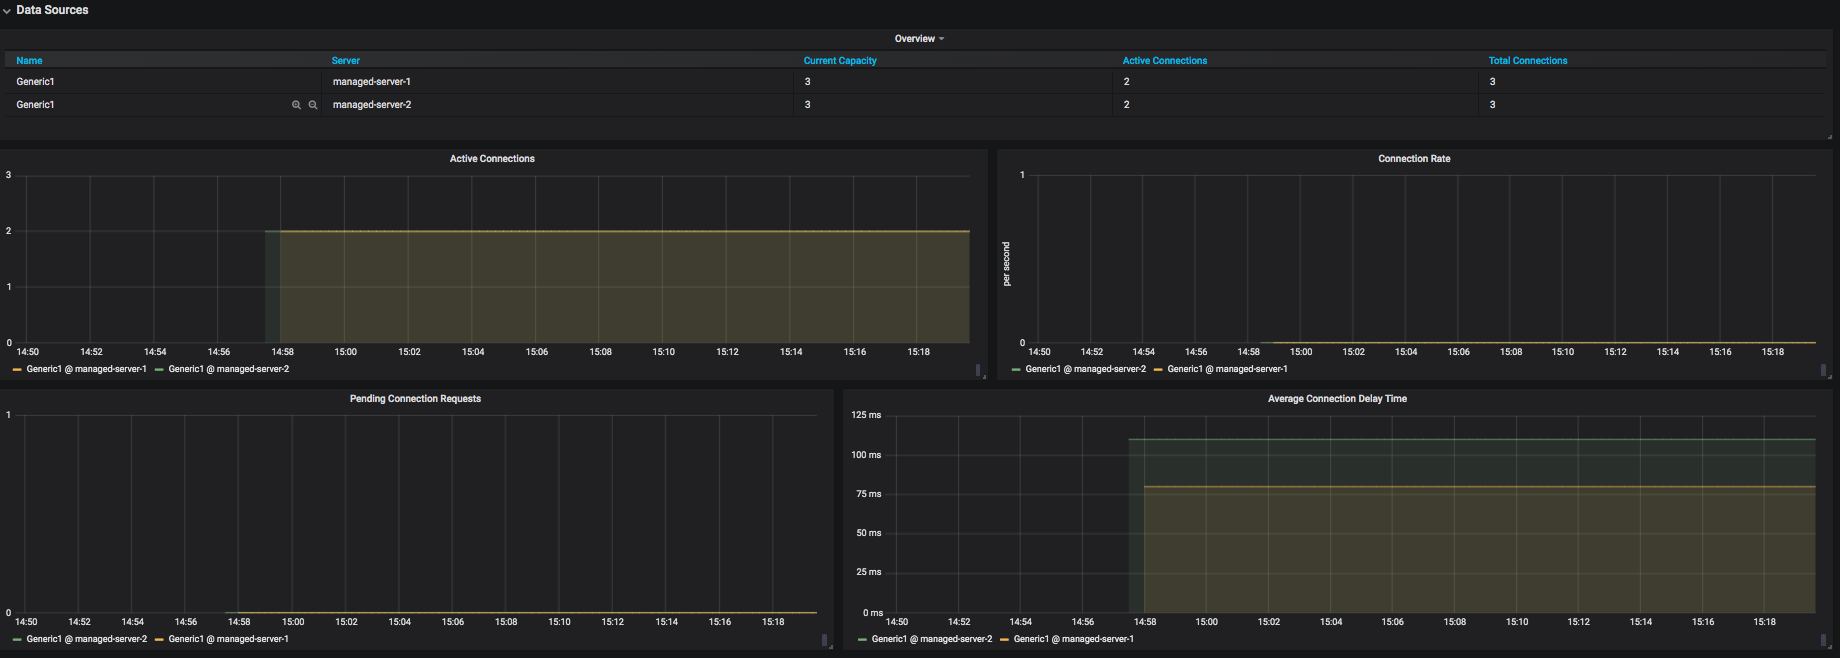 Data Sources
Overview
Name Server Current Capacity Active Connections Total Connections
Generic1 managed-server-1 3 2 3
Generic1 managed-server-2 3 2 3
Active Connections
3
2
1
0
14:50 14:52 14:54 14:56 14:58 15:00 15:02 15:04 15:06 15:08 15:10 15:12 15:14 15:16 15:18
Generic1 @ managed-server-1 Generic1 @ managed-server-2
Connection Rate
1
per second
0
14:50 14:52 14:54 14:56 14:58 15:00 15:02 15:04 15:06 15:08 15:10 15:12 15:14 15:16 15:18
Generic1 @ managed-server-2 Generic1 @ managed-server-1
Pending Connection Requests
1
0
14:50 14:52 14:54 14:56 14:58 15:00 15:02 15:04 15:06 15:08 15:10 15:12 15:14 15:16 15:18
Generic1 @ managed-server-2 Generic1 @ managed-server-1
Average Connection Delay Time
125 ms
100 ms
75 ms
50 ms
25 ms
0 ms
14:50 14:52 14:54 14:56 14:58 15:00 15:02 15:04 15:06 15:08 15:10 15:12 15:14 15:16 15:18
Generic1 @ managed-server-2 Generic1 @ managed-server-1